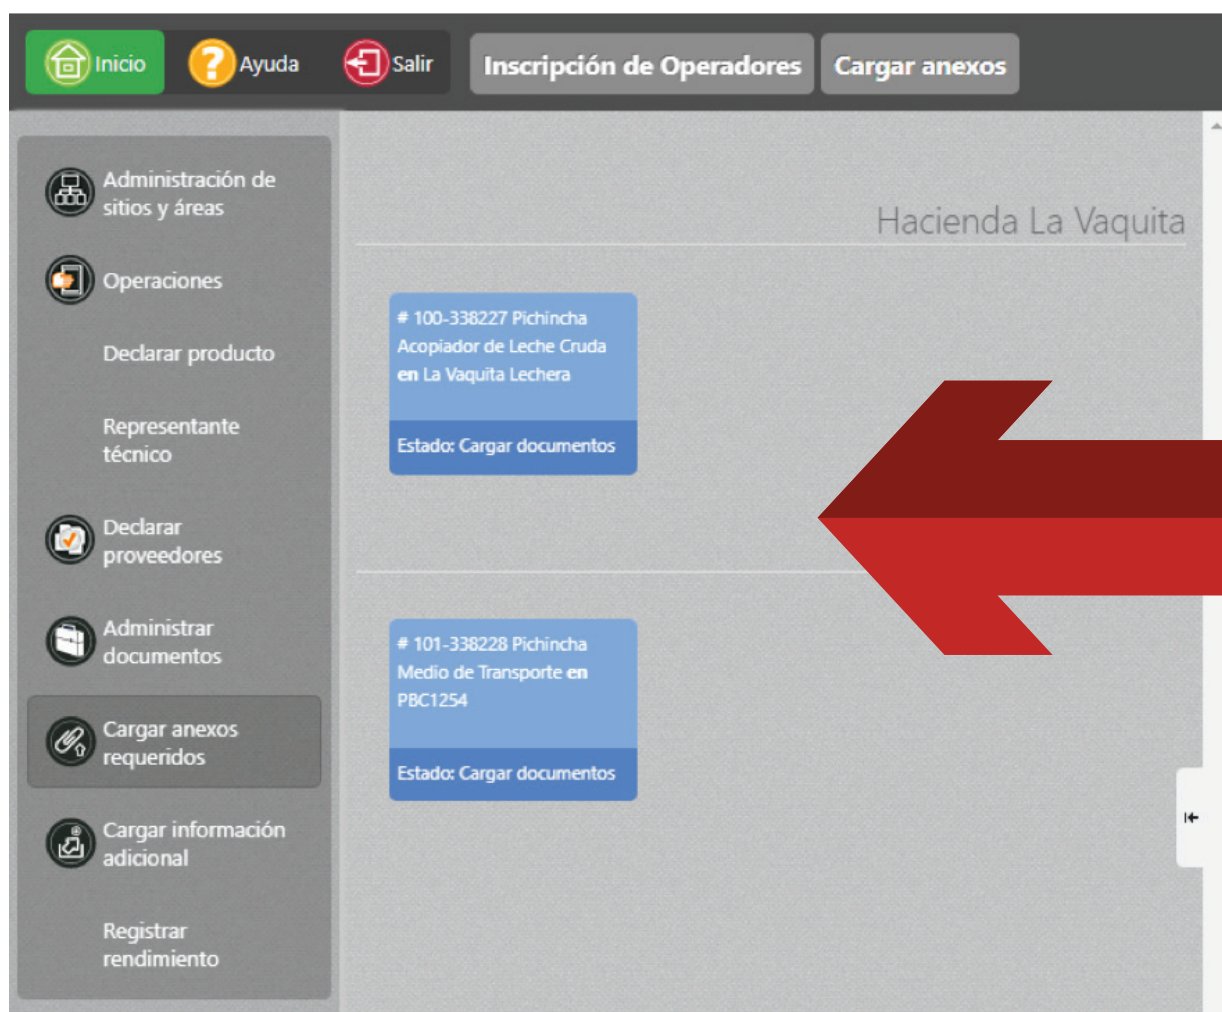 Inicio
Ayuda
Salir
Inscripción de Operadores
Cargar anexos
Administración de
sitios y áreas
Operaciones
Declarar producto
Representante
técnico
Declarar
proveedores
Administrar
documentos
Cargar anexos
requeridos
Cargar información
adicional
Registrar
rendimiento
Hacienda La Vaquita
# 100-338227 Pichincha
Acopiador de Leche Cruda
en La Vaquita Lechera
Estado: Cargar documentos
# 101-338228 Pichincha
Medio de Transporte en
PBC1254
Estado: Cargar documentos